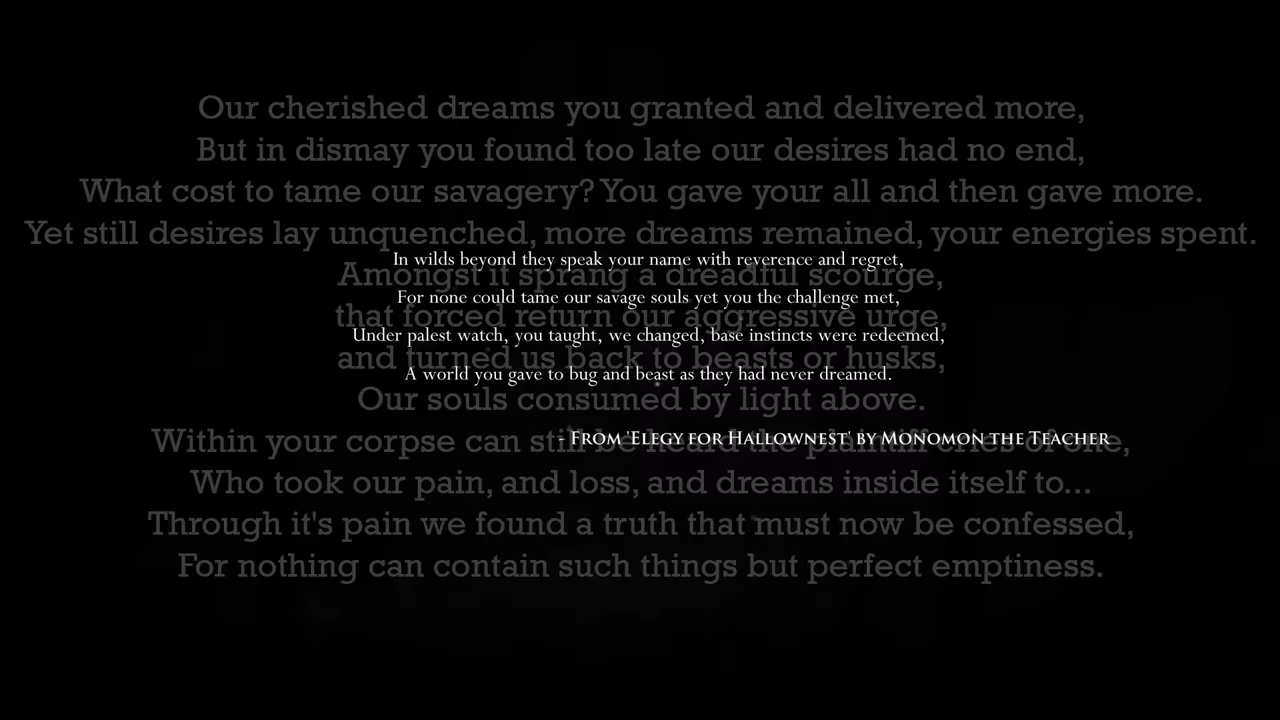 Our cherished dreams you granted and delivered more,
But in dismay you found too late our desires had no end,
What cost to tame our savagery? You gave your all and then gave more.
Yet still desires lay unquenched, more dreams remained, your energies spent.
In wilds beyond they speak your name with reverence and regret,
Amongst it sprang a dreadful scourge,
For none could tame our savage souls yet you the challenge met,
that forced return our aggressive urge,
Under palest watch, you taught, we changed, base instincts were redeemed,
and turned us back to beasts or husks,
A world you gave to bug and beast as they had never dreamed.
Our souls consumed by light above.
- From 'Elegy for Hallownest' by Monomon the Teacher
Within your corpse can still be heard the plaintiff cries of one,
Who took our pain, and loss, and dreams inside itself to...
Through it's pain we found a truth that must now be confessed,
For nothing can contain such things but perfect emptiness.